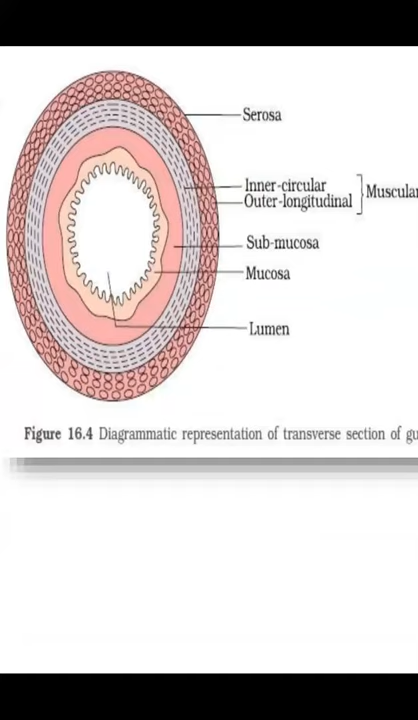 Serosa
Inner-circular
Outer-longitudinal
Muscular
Sub-mucosa
Mucosa
Lumen
Figure 16.4 Diagrammatic representation of transverse section of gu